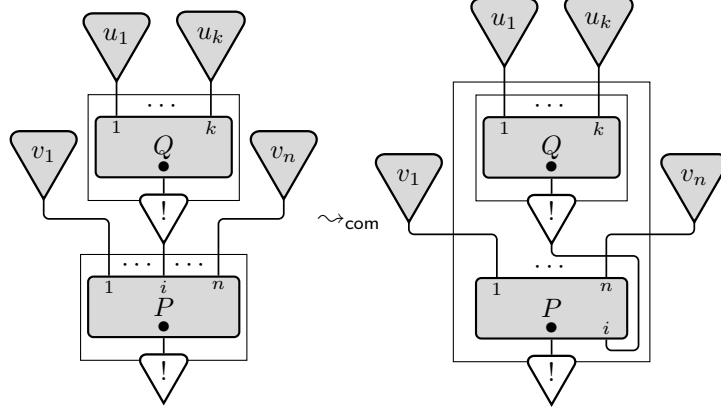 u₁ uₖ u₁ uₖ
⋯ ⋯
1 k 1 k
Q Q
v₁ vₙ v₁ vₙ
! !
⇝com
⋯ ⋯ ⋯
1 i n 1 n
P P
i
! !